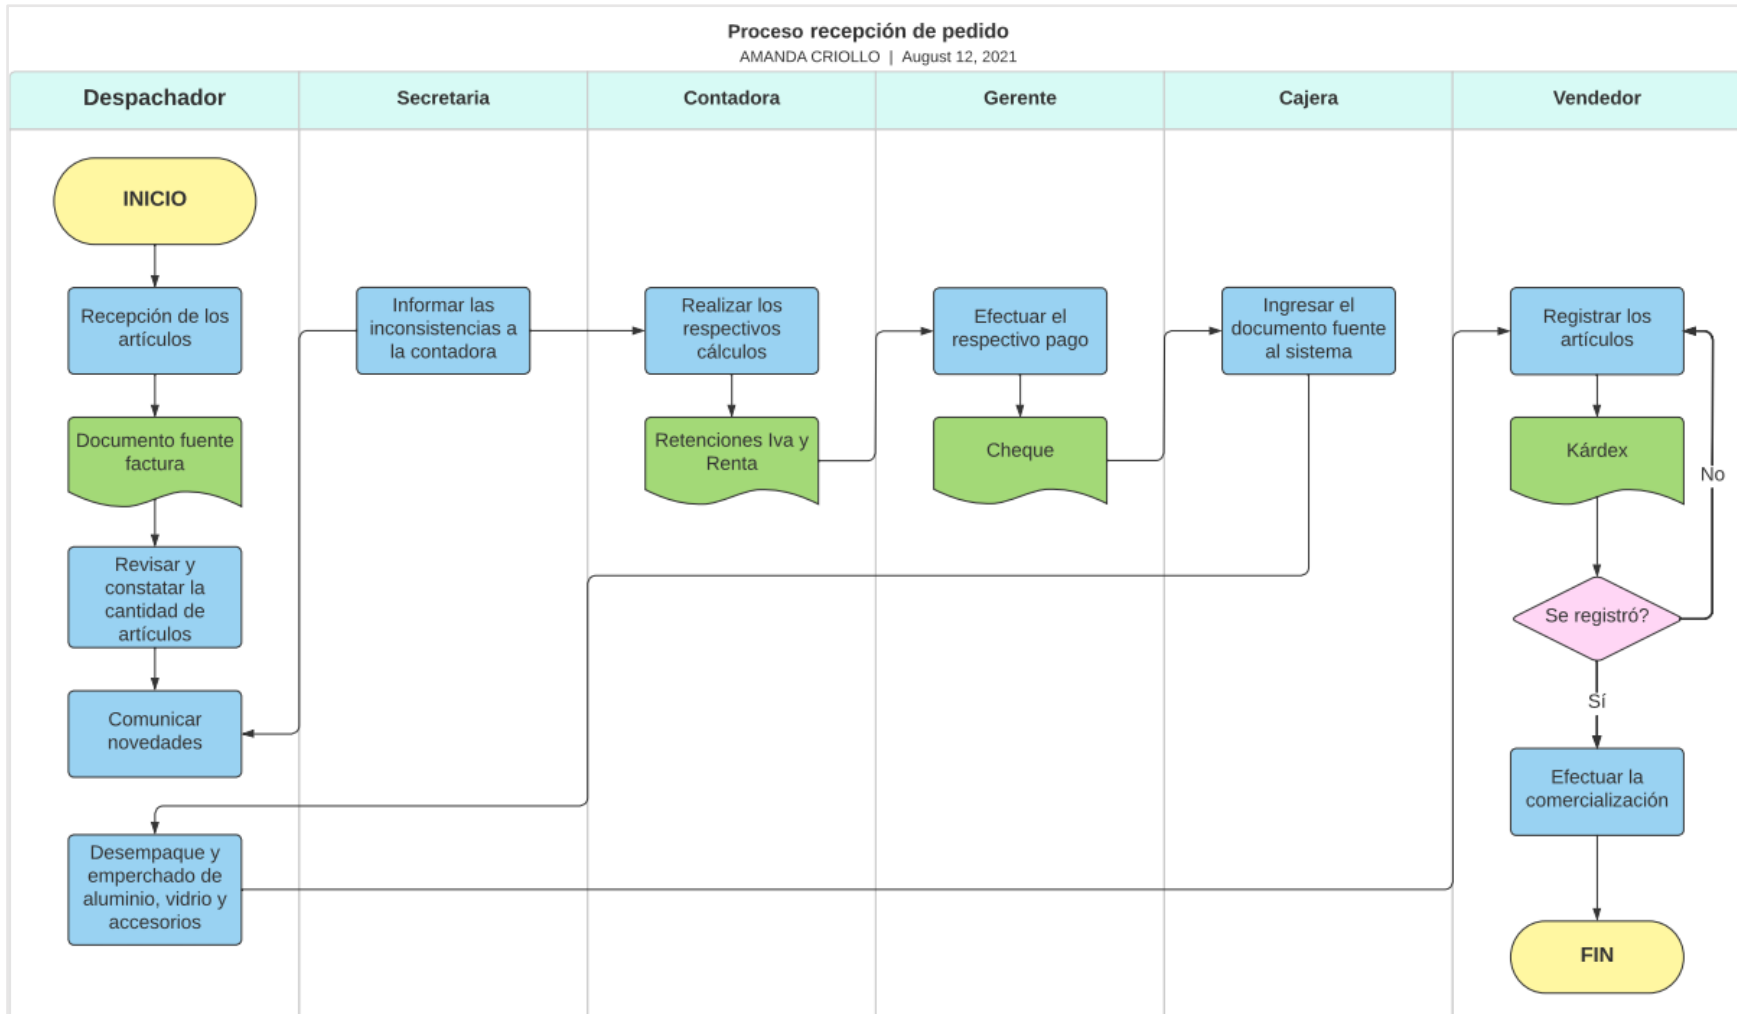 Proceso recepción de pedido
AMANDA CRIOLLO | August 12, 2021
Despachador
Secretaria
Contadora
Gerente
Cajera
Vendedor
INICIO
Recepción de los
artículos
Documento fuente
factura
Revisar y
constatar la
cantidad de
artículos
Comunicar
novedades
Desempaque y
emperchado de
aluminio, vidrio y
accesorios
Informar las
inconsistencias a
la contadora
Realizar los
respectivos
cálculos
Retenciones Iva y
Renta
Efectuar el
respectivo pago
Cheque
Ingresar el
documento fuente
al sistema
Registrar los
artículos
Kárdex
No
Se registró?
Sí
Efectuar la
comercialización
FIN